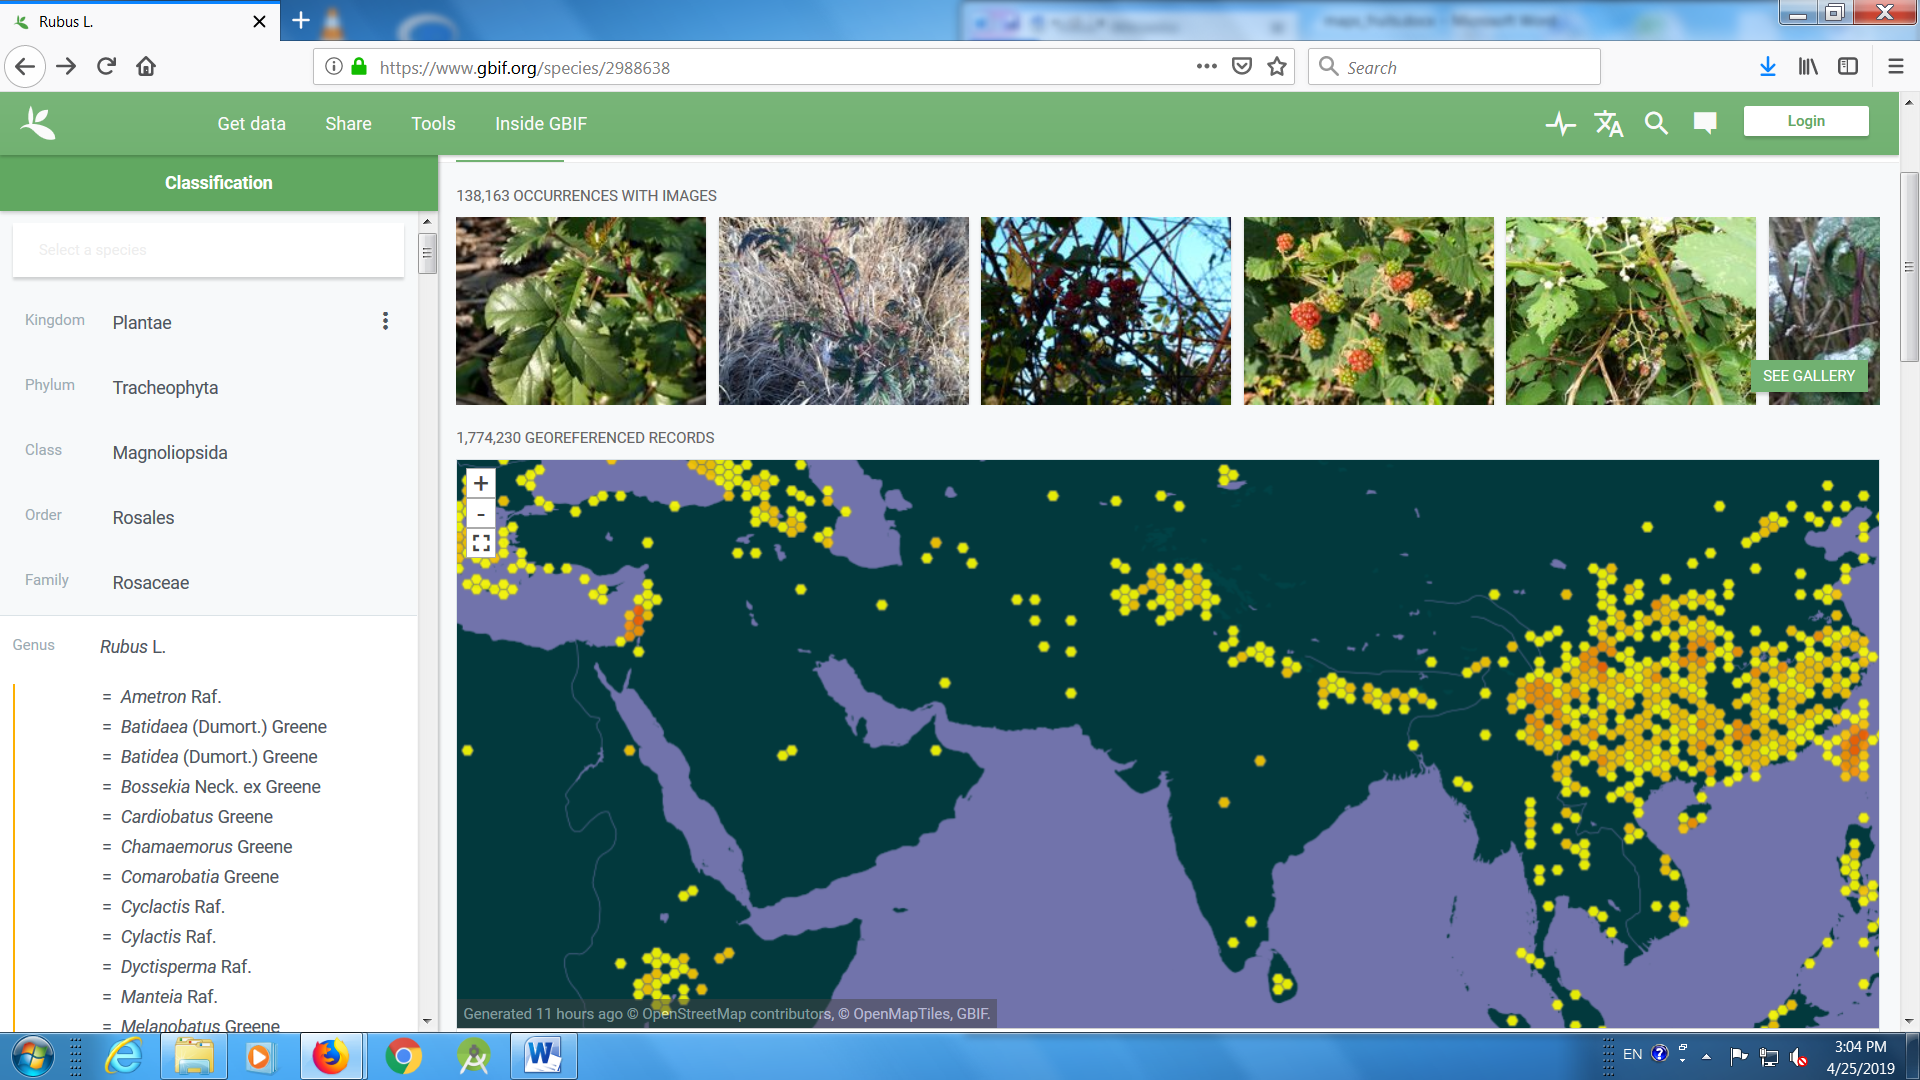 Rubus L.
https://www.gbif.org/species/2988638
Search
Get data
Share
Tools
Inside GBIF
Login
Classification
Select a species
Kingdom Plantae
Phylum Tracheophyta
Class Magnoliopsida
Order Rosales
Family Rosaceae
Genus Rubus L.
= Ametron Raf.
= Batidaea (Dumort.) Greene
= Batidea (Dumort.) Greene
= Bossekia Neck. ex Greene
= Cardiobatus Greene
= Chamaemorus Greene
= Comarobatia Greene
= Cyclactis Raf.
= Cylactis Raf.
= Dyctisperma Raf.
= Manteia Raf.
= Melanobatus Greene
138,163 OCCURRENCES WITH IMAGES
SEE GALLERY
1,774,230 GEOREFERENCED RECORDS
+
-
Generated 11 hours ago © OpenStreetMap contributors, © OpenMapTiles, GBIF.
EN
3:04 PM
4/25/2019